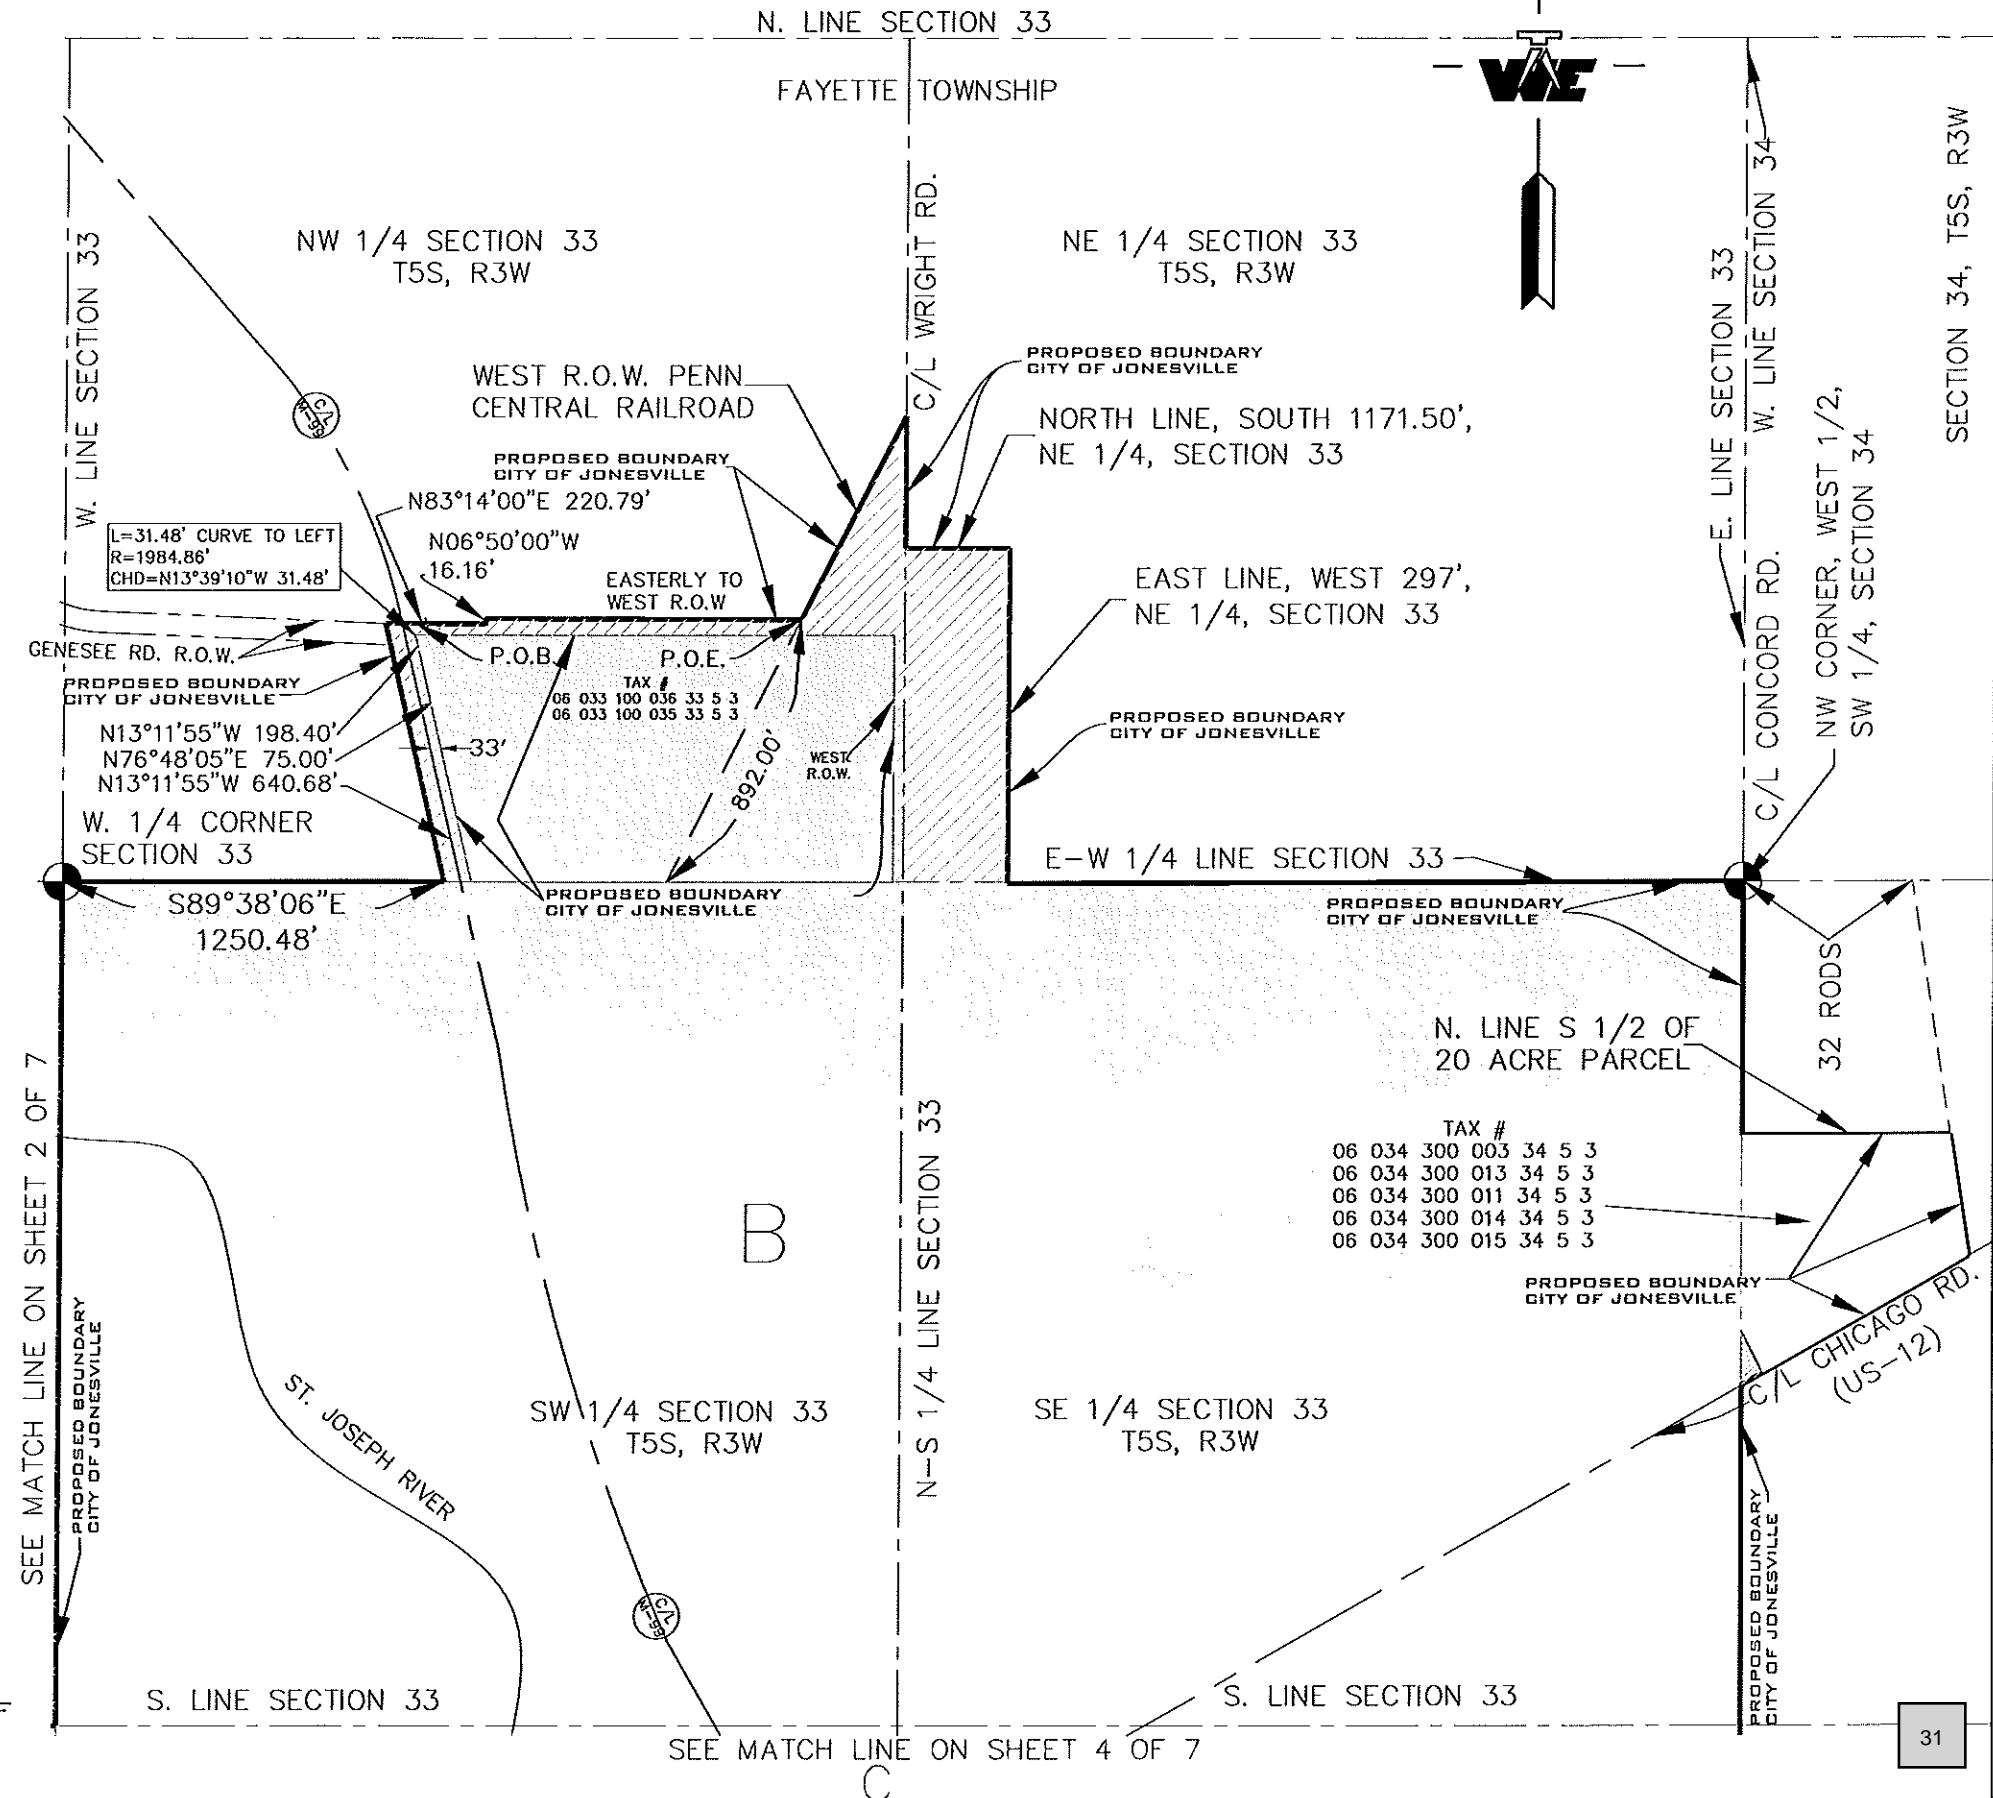 N. LINE SECTION 33
FAYETTE TOWNSHIP
NW 1/4 SECTION 33
T5S, R3W
NE 1/4 SECTION 33
T5S, R3W
W. LINE SECTION 33
C/L WRIGHT RD.
E. LINE SECTION 33
W. LINE SECTION 34
SECTION 34, T5S, R3W
C/L
M-99
WEST R.O.W. PENN
CENTRAL RAILROAD
PROPOSED BOUNDARY
CITY OF JONESVILLE
NORTH LINE, SOUTH 1171.50',
NE 1/4, SECTION 33
PROPOSED BOUNDARY
CITY OF JONESVILLE
N83°14'00"E 220.79'
N06°50'00"W
16.16'
L=31.48' CURVE TO LEFT
R=1984.86'
CHD=N13°39'10"W 31.48'
EASTERLY TO
WEST R.O.W
EAST LINE, WEST 297',
NE 1/4, SECTION 33
NW CORNER, WEST 1/2,
SW 1/4, SECTION 34
C/L CONCORD RD.
GENESEE RD. R.O.W.
P.O.B.
P.O.E.
PROPOSED BOUNDARY
CITY OF JONESVILLE
TAX #
06 033 100 036 33 5 3
06 033 100 035 33 5 3
N13°11'55"W 198.40'
N76°48'05"E 75.00'
N13°11'55"W 640.68'
33'
892.00'
WEST
R.O.W.
PROPOSED BOUNDARY
CITY OF JONESVILLE
W. 1/4 CORNER
SECTION 33
E-W 1/4 LINE SECTION 33
S89°38'06"E
1250.48'
PROPOSED BOUNDARY
CITY OF JONESVILLE
PROPOSED BOUNDARY
CITY OF JONESVILLE
32 RODS
N. LINE S 1/2 OF
20 ACRE PARCEL
TAX #
06 034 300 003 34 5 3
06 034 300 013 34 5 3
06 034 300 011 34 5 3
06 034 300 014 34 5 3
06 034 300 015 34 5 3
PROPOSED BOUNDARY
CITY OF JONESVILLE
C/L CHICAGO RD.
(US-12)
SEE MATCH LINE ON SHEET 2 OF 7
PROPOSED BOUNDARY
CITY OF JONESVILLE
B
N-S 1/4 LINE SECTION 33
ST. JOSEPH RIVER
SW 1/4 SECTION 33
T5S, R3W
SE 1/4 SECTION 33
T5S, R3W
C/L
M-99
PROPOSED BOUNDARY
CITY OF JONESVILLE
S. LINE SECTION 33
S. LINE SECTION 33
SEE MATCH LINE ON SHEET 4 OF 7
C
31